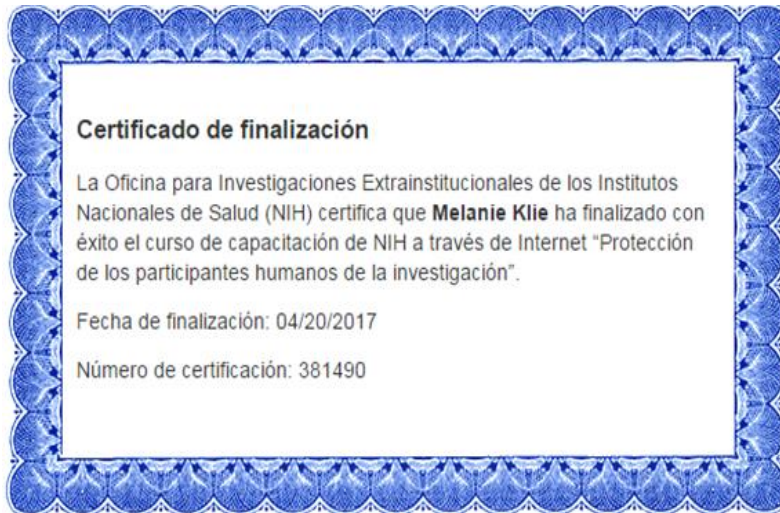 Certificado de finalización
La Oficina para Investigaciones Extrainstitucionales de los Institutos
Nacionales de Salud (NIH) certifica que Melanie Klie ha finalizado con
éxito el curso de capacitación de NIH a través de Internet “Protección
de los participantes humanos de la investigación”.
Fecha de finalización: 04/20/2017
Número de certificación: 381490